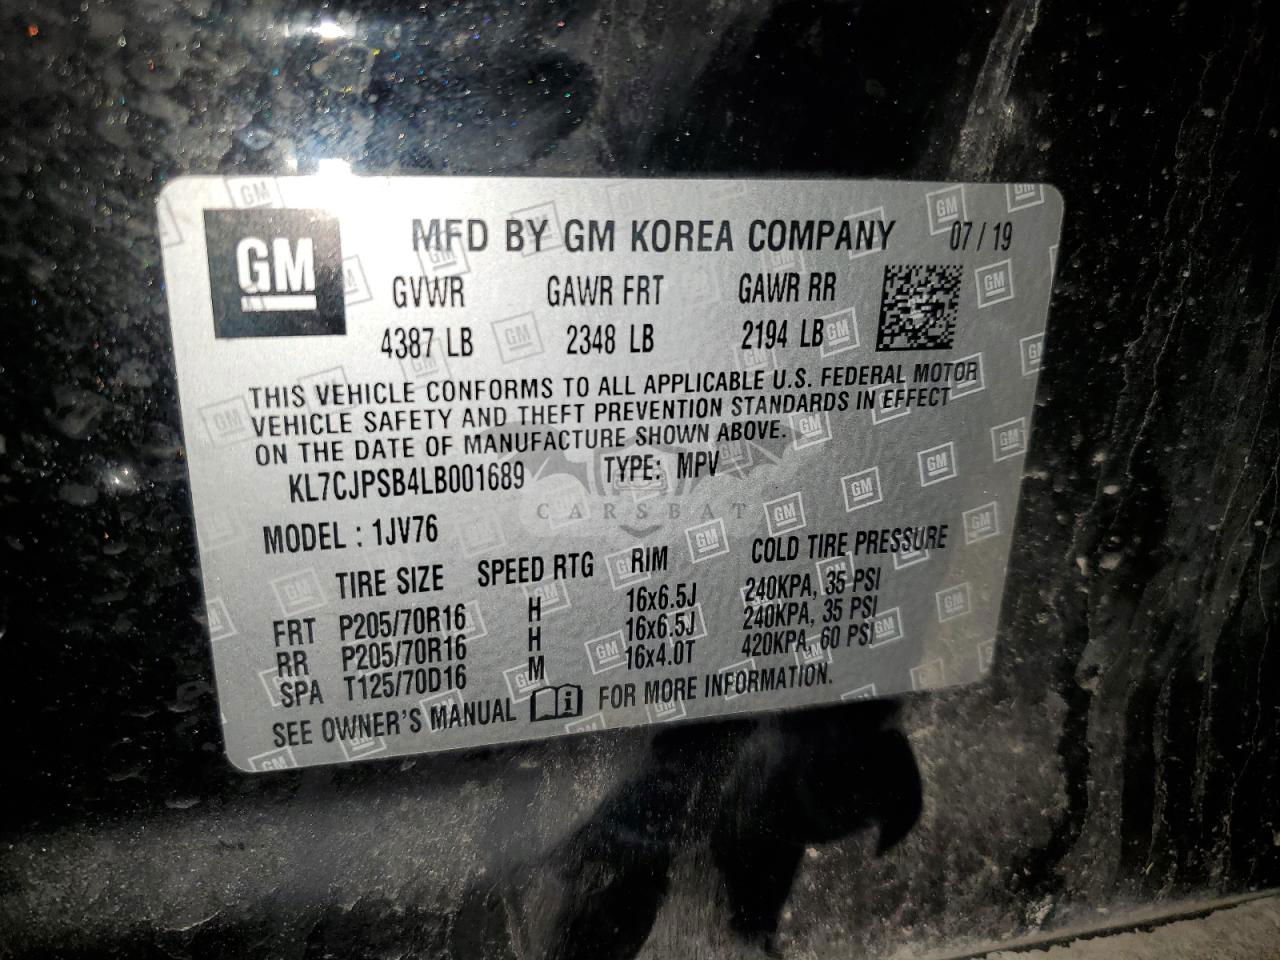 GM
MFD BY GM KOREA COMPANY 07/19
GVWR GAWR FRT GAWR RR
4387 LB 2348 LB 2194 LB
THIS VEHICLE CONFORMS TO ALL APPLICABLE U.S. FEDERAL MOTOR
VEHICLE SAFETY AND THEFT PREVENTION STANDARDS IN EFFECT
ON THE DATE OF MANUFACTURE SHOWN ABOVE.
KL7CJPSB4LB001689 TYPE: MPV
CARSBAT
MODEL : 1JV76
TIRE SIZE SPEED RTG RIM COLD TIRE PRESSURE
FRT P205/70R16 H 16x6.5J 240KPA, 35 PSI
RR P205/70R16 H 16x6.5J 240KPA, 35 PSI
SPA T125/70D16 M 16x4.0T 420KPA, 60 PSI
SEE OWNER'S MANUAL FOR MORE INFORMATION.